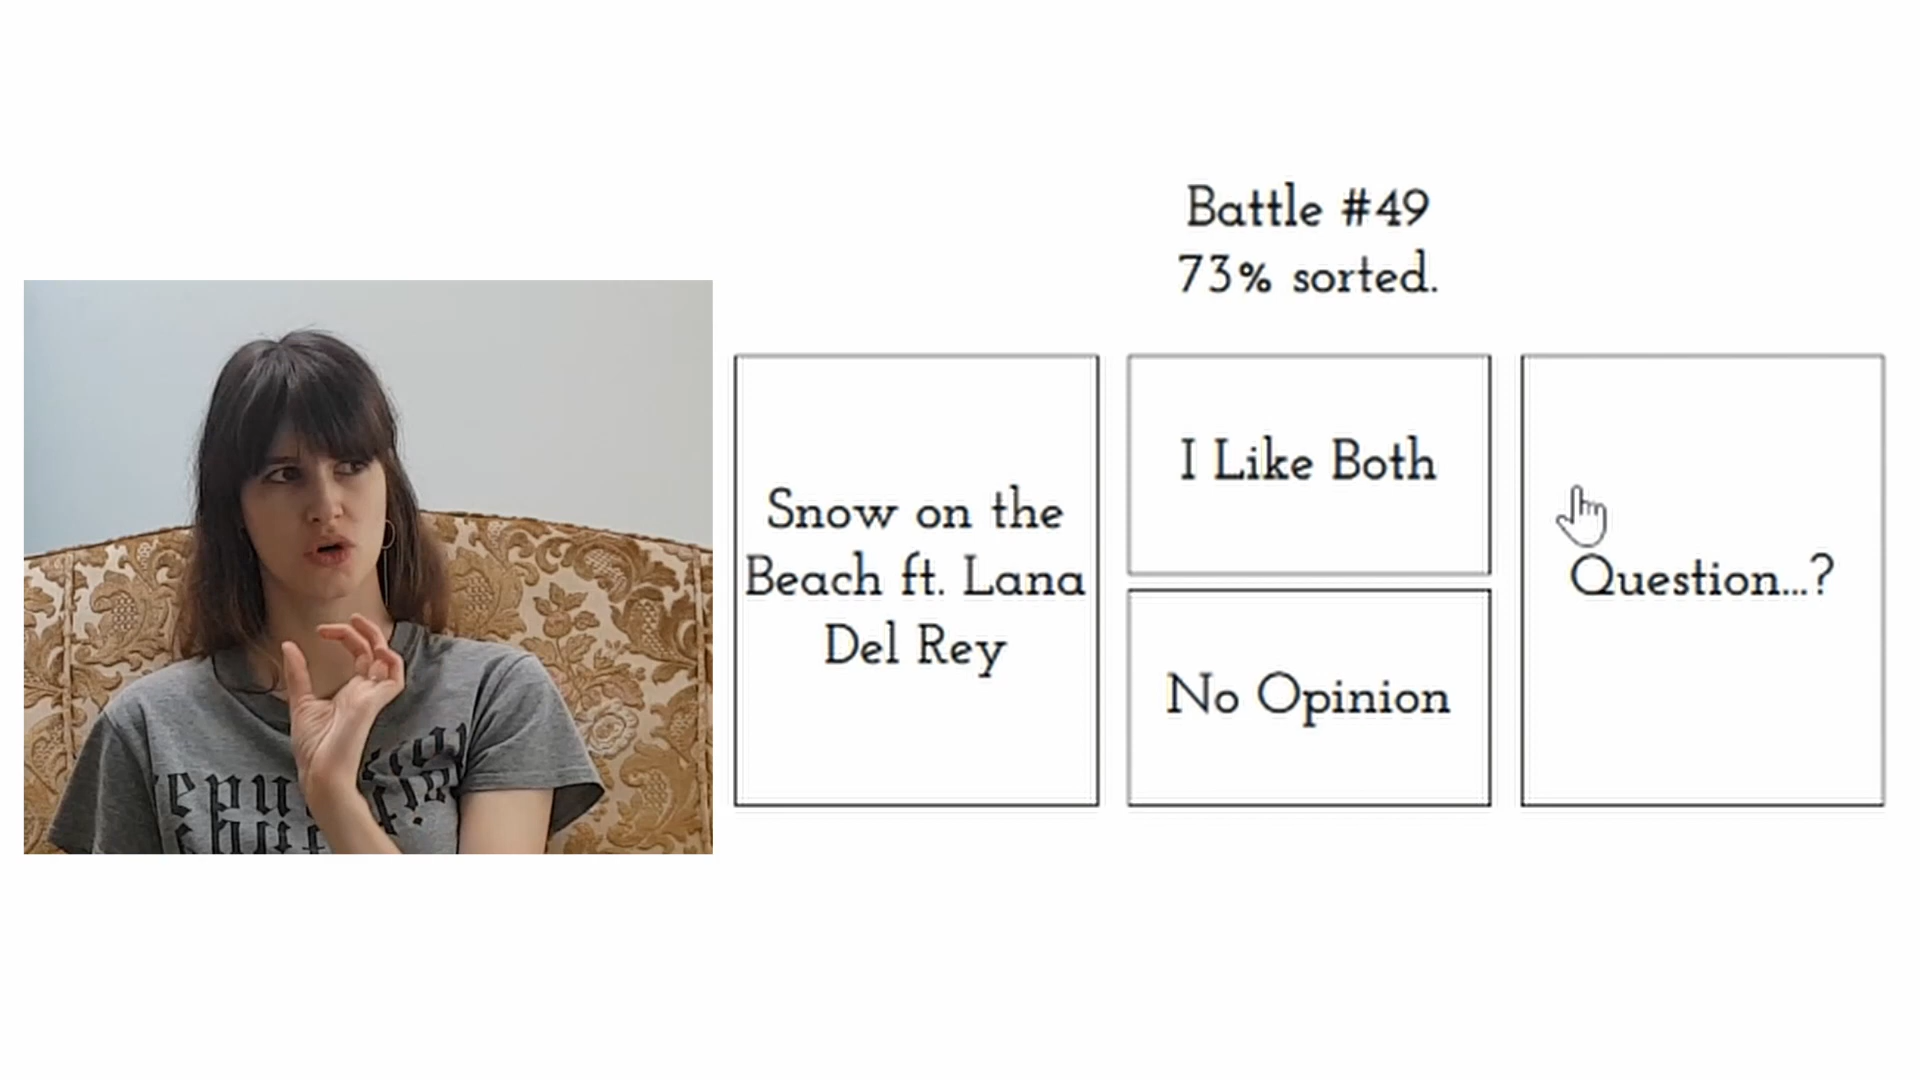 Battle #49
73% sorted.
Snow on the
Beach ft. Lana
Del Rey
I Like Both
No Opinion
Question...?